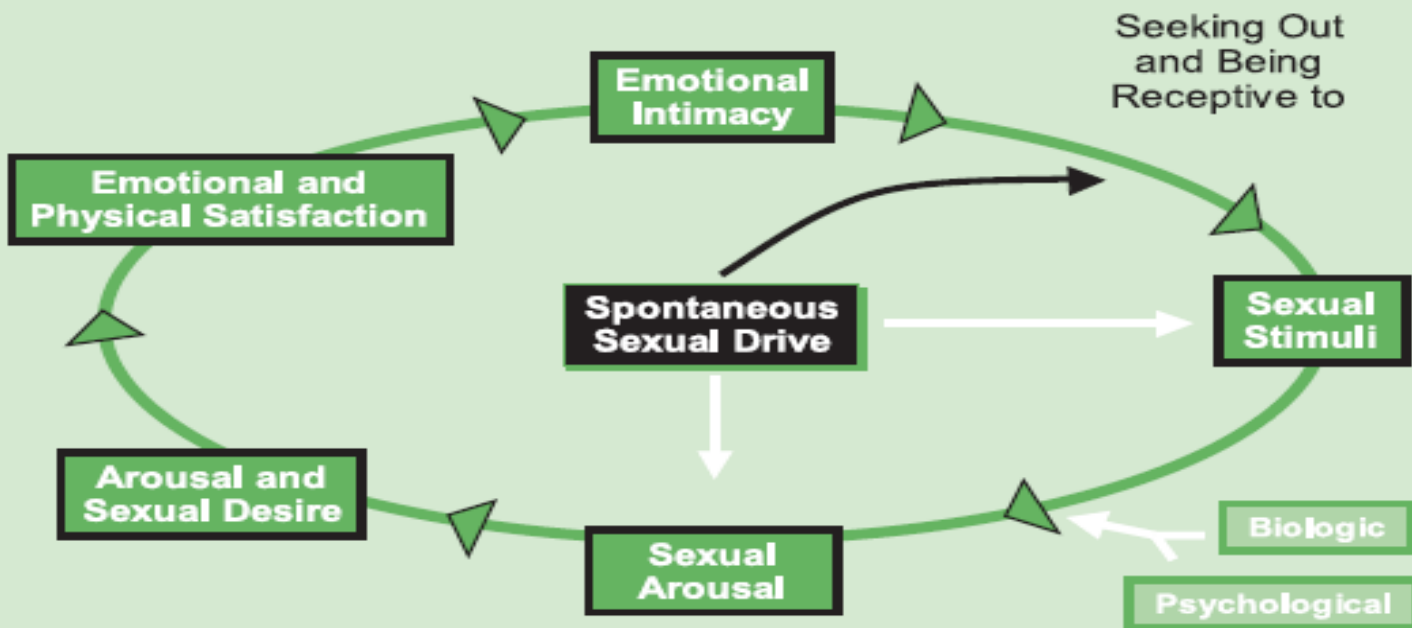 Seeking Out
and Being
Receptive to
Emotional
Intimacy
Emotional and
Physical Satisfaction
Spontaneous
Sexual Drive
Sexual
Stimuli
Arousal and
Sexual Desire
Sexual
Arousal
Biologic
Psychological